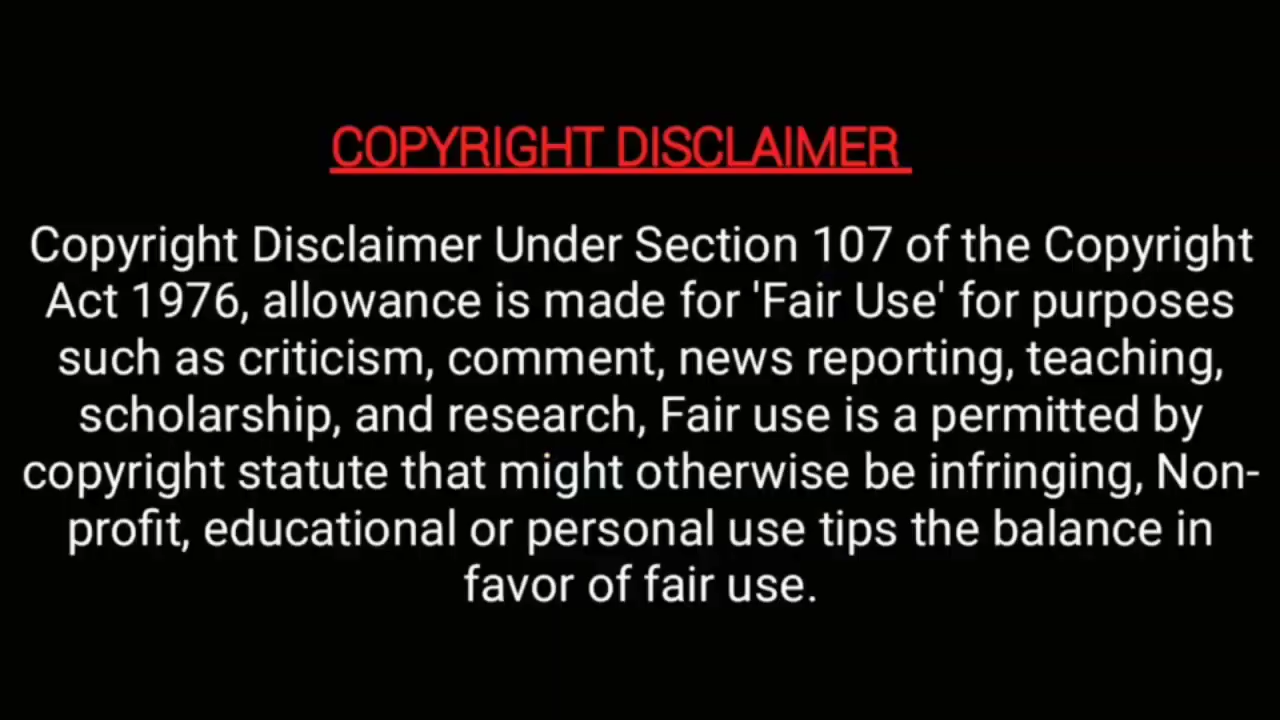 COPYRIGHT DISCLAIMER
Copyright Disclaimer Under Section 107 of the Copyright
Act 1976, allowance is made for 'Fair Use' for purposes
such as criticism, comment, news reporting, teaching,
scholarship, and research, Fair use is a permitted by
copyright statute that might otherwise be infringing, Non-
profit, educational or personal use tips the balance in
favor of fair use.